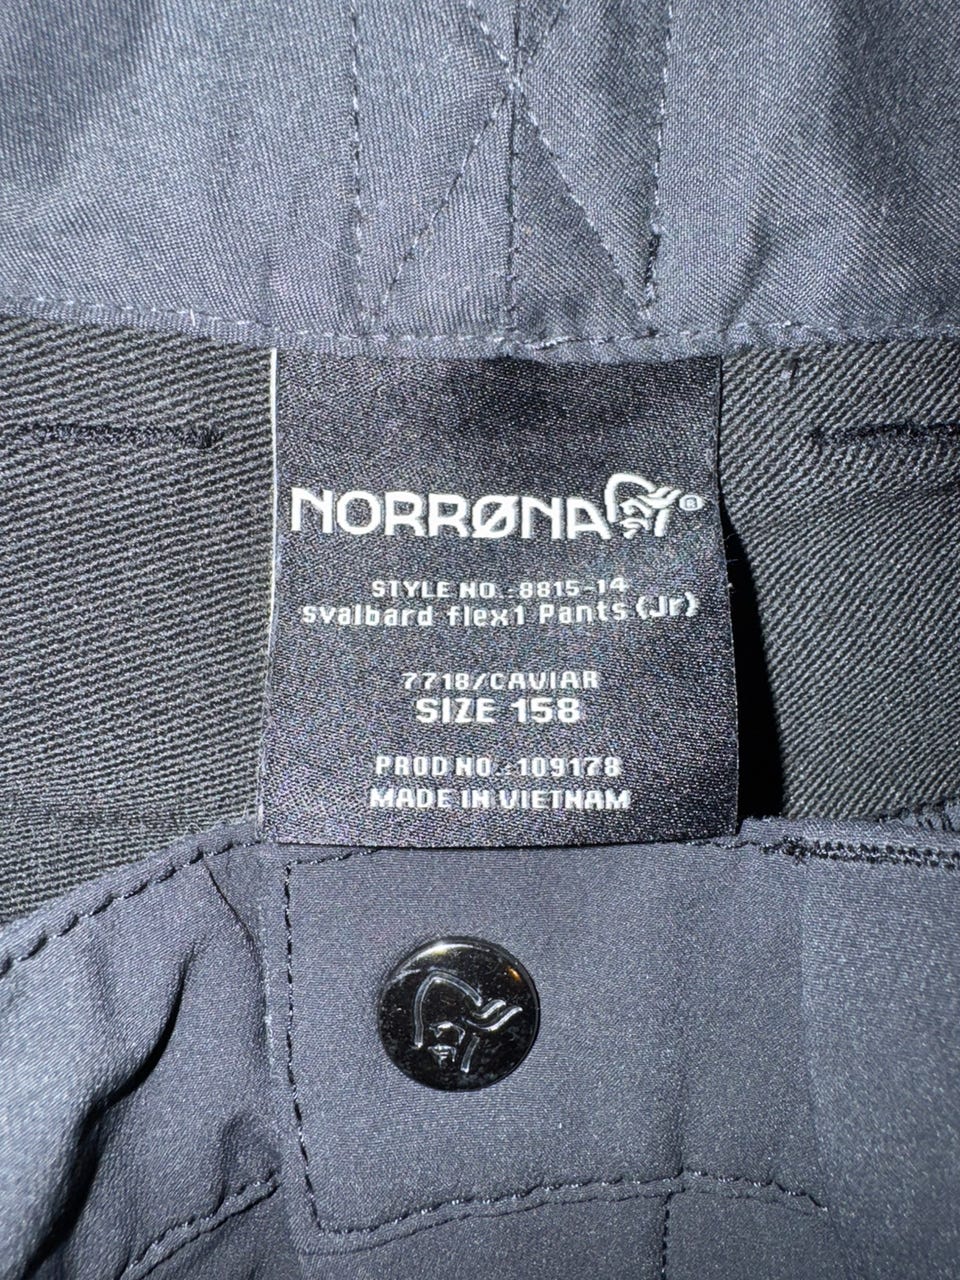 NORRØNA®
STYLE NO.:8815-14
svalbard flex1 Pants (Jr)
7718/CAVIAR
SIZE 158
PROD NO.:109178
MADE IN VIETNAM